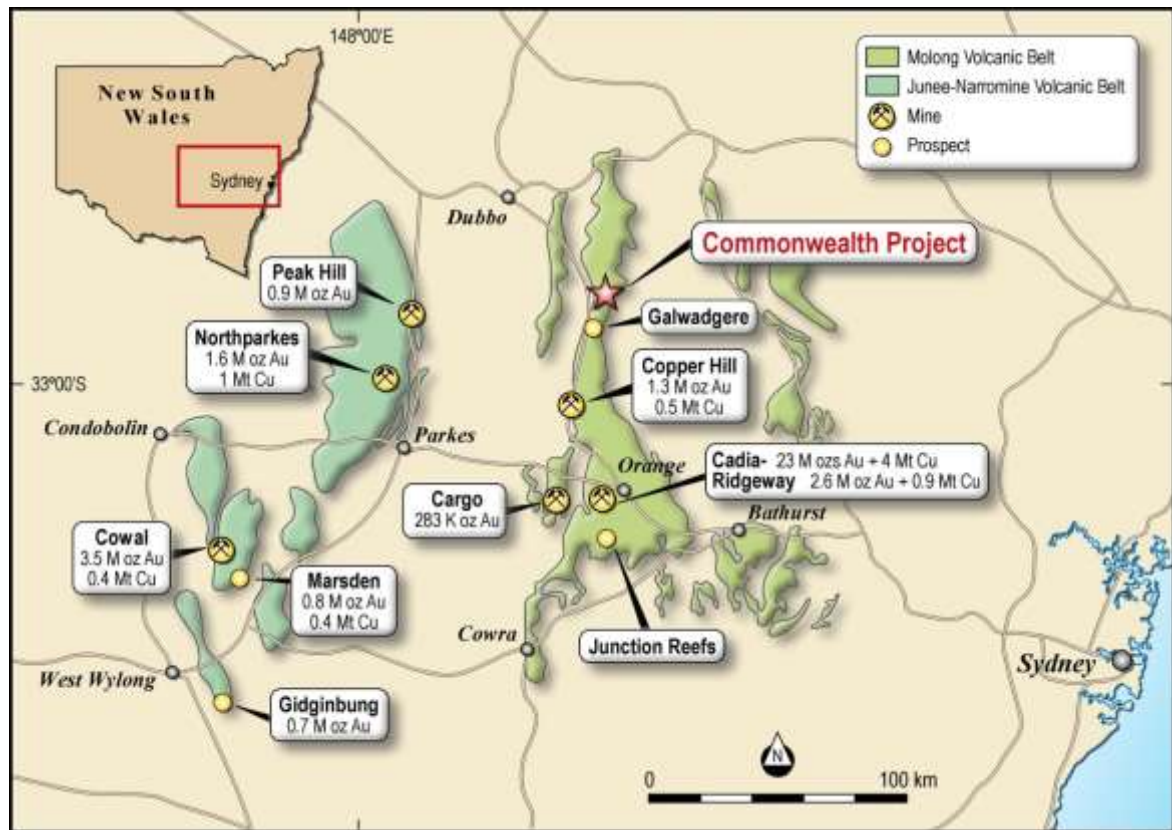 148°00'E
New South
Wales
Sydney
Molong Volcanic Belt
Junee-Narromine Volcanic Belt
Mine
Prospect
Dubbo
Commonwealth Project
Peak Hill
0.9 M oz Au
Galwadgere
Northparkes
1.6 M oz Au
1 Mt Cu
Copper Hill
1.3 M oz Au
0.5 Mt Cu
33°00'S
Condobolin
Parkes
Orange
Cadia- 23 M ozs Au + 4 Mt Cu
Ridgeway 2.6 M oz Au + 0.9 Mt Cu
Cargo
283 K oz Au
Bathurst
Cowal
3.5 M oz Au
0.4 Mt Cu
Marsden
0.8 M oz Au
0.4 Mt Cu
Cowra
Junction Reefs
Sydney
West Wylong
Gidginbung
0.7 M oz Au
N
0 100 km